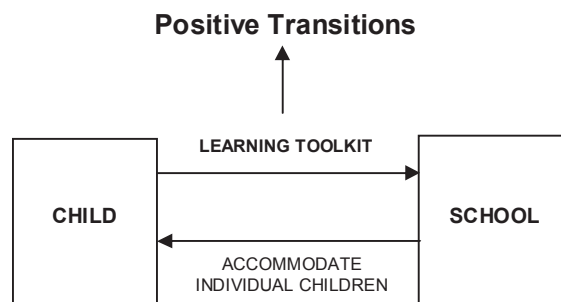 Positive Transitions
LEARNING TOOLKIT
CHILD
SCHOOL
ACCOMMODATE
INDIVIDUAL CHILDREN